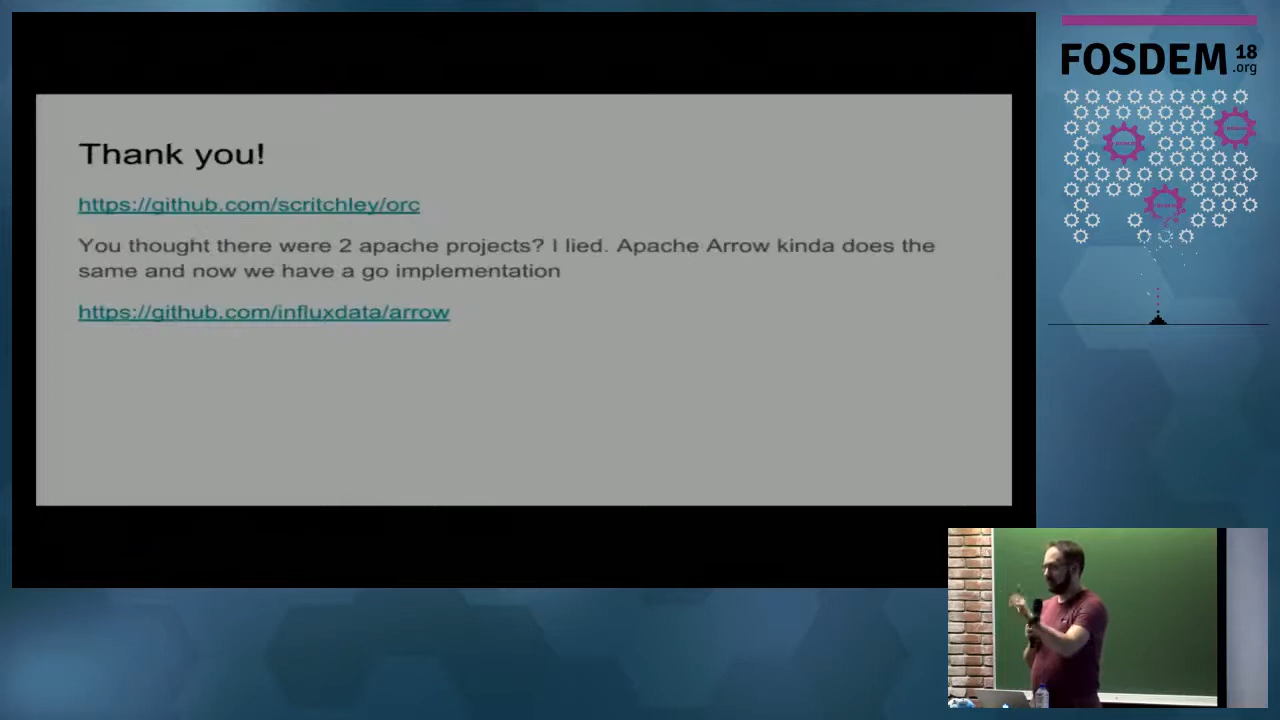 Thank you!
https://github.com/scritchley/orc
You thought there were 2 apache projects? I lied. Apache Arrow kinda does the
same and now we have a go implementation
https://github.com/influxdata/arrow
FOSDEM 18
.org